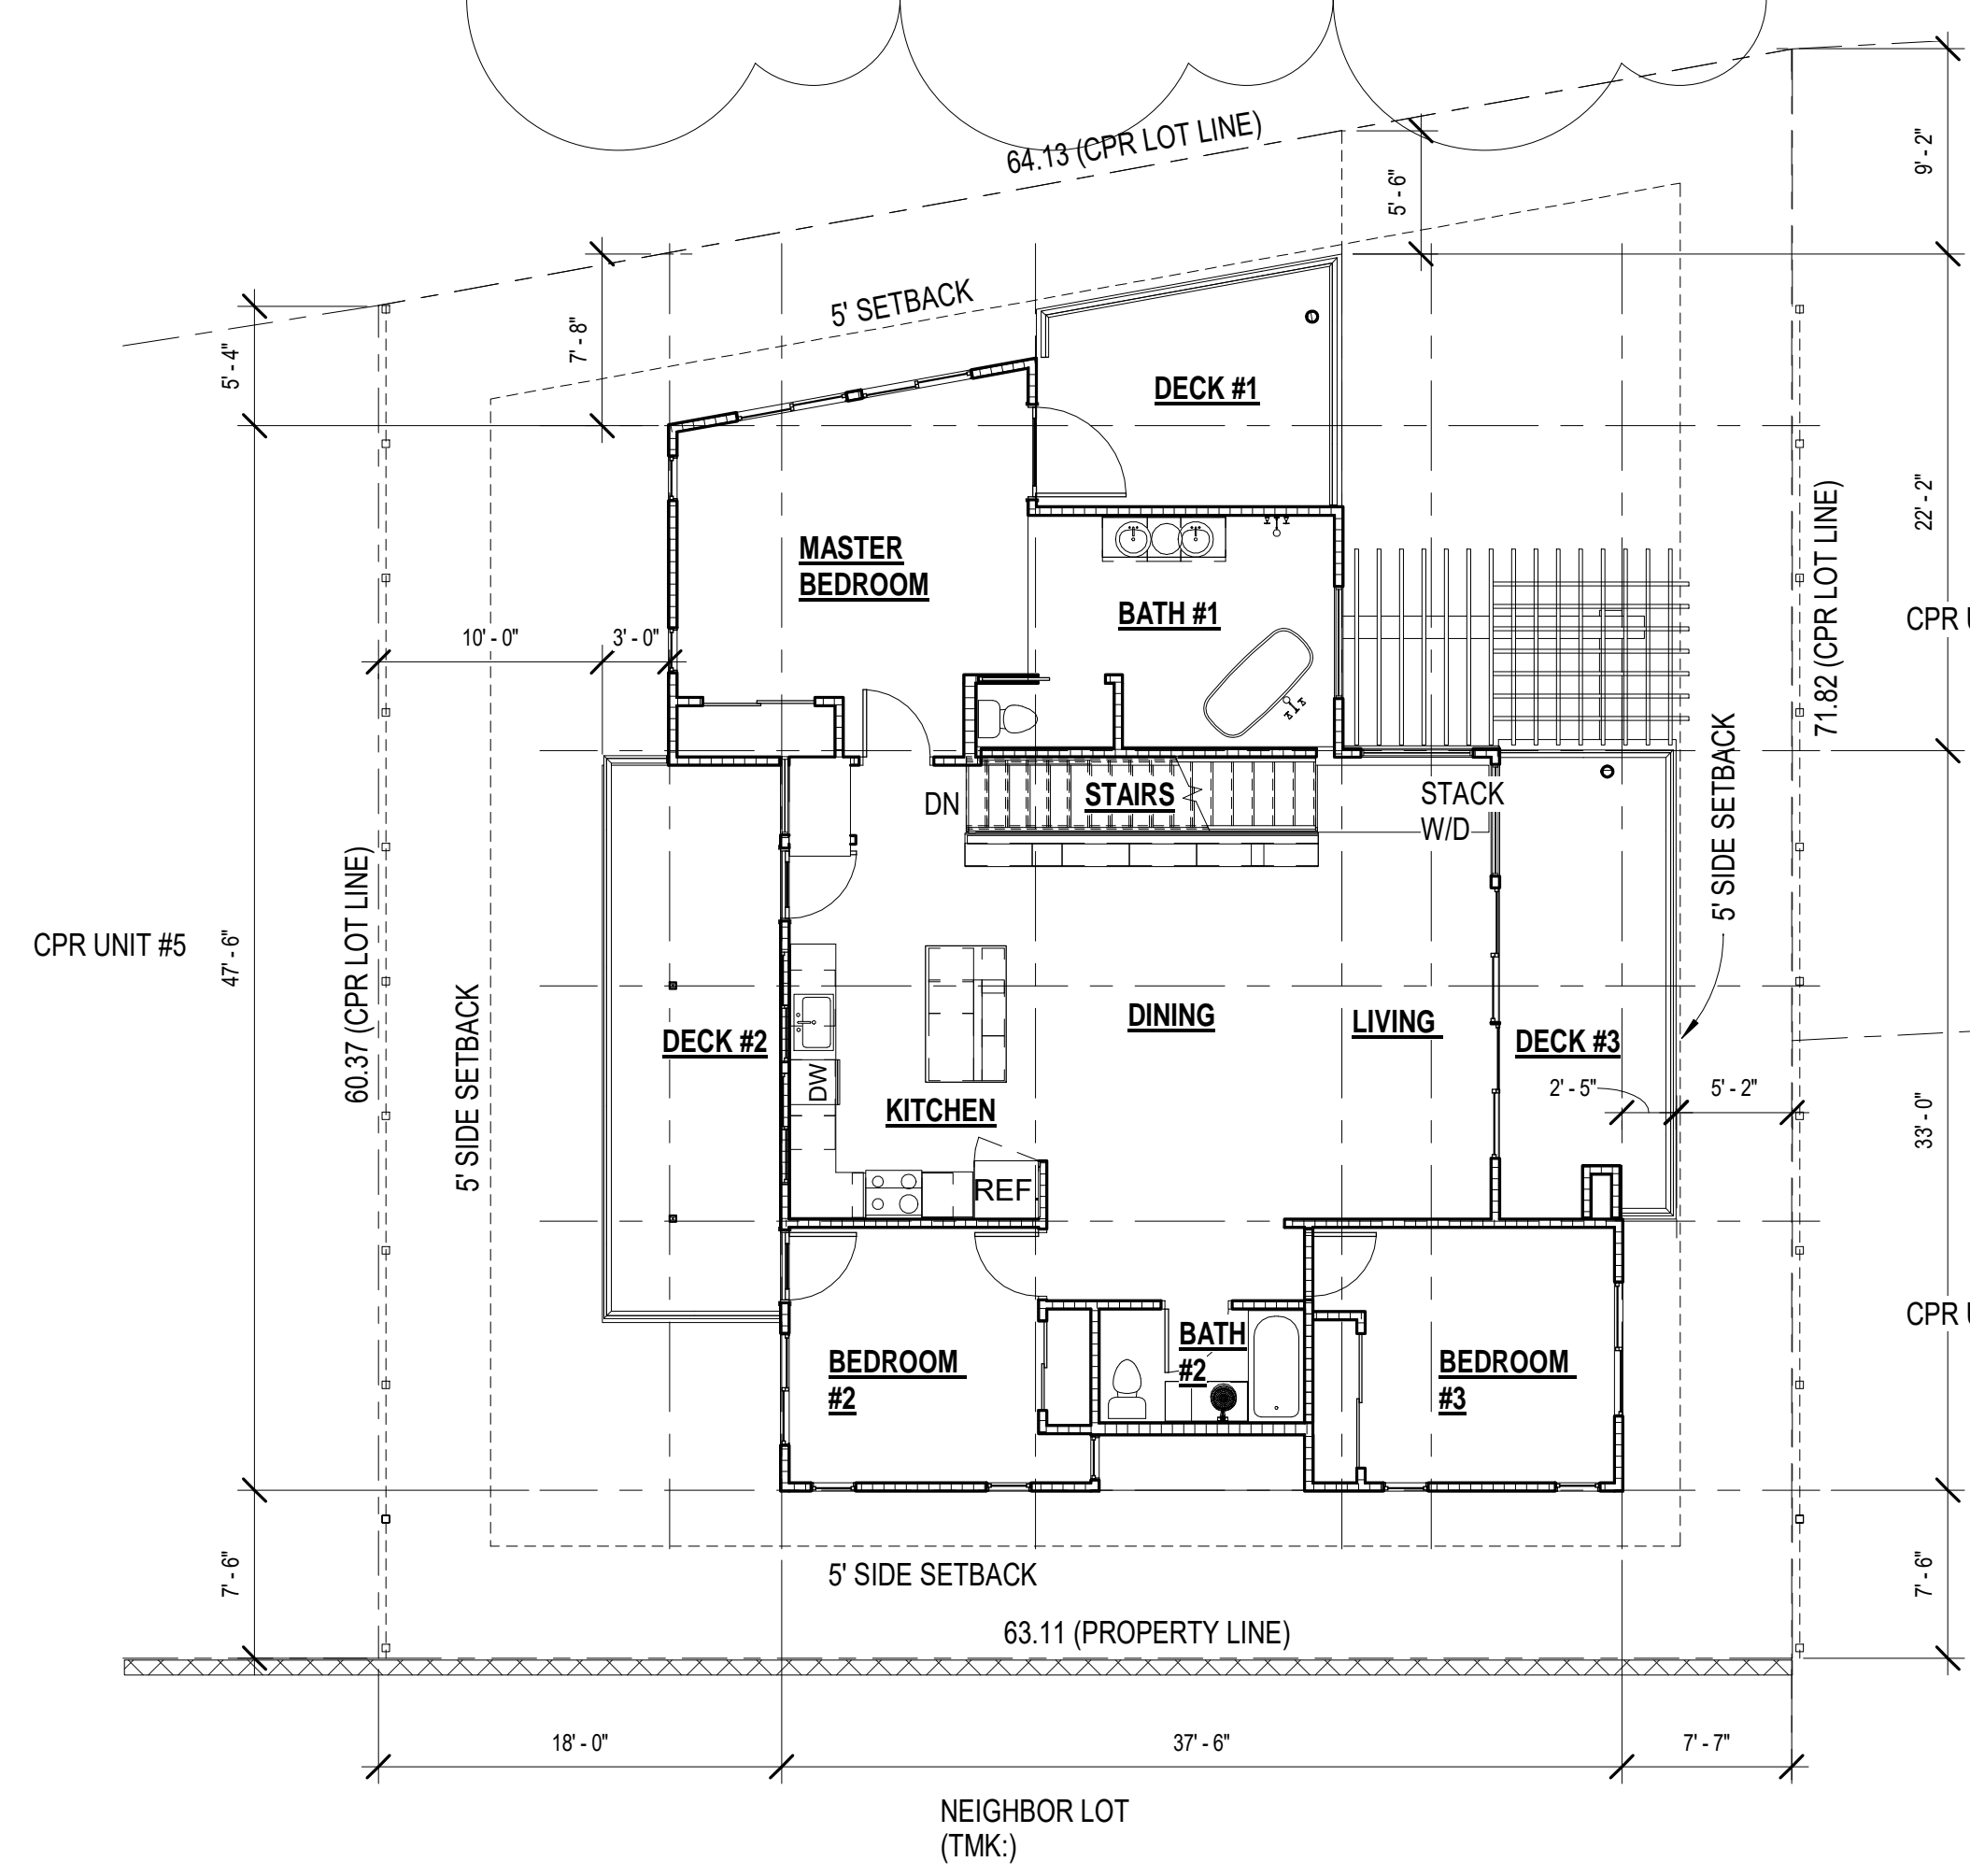 64.13 (CPR LOT LINE)
9' - 2"
5' - 6"
5' SETBACK
7' - 8"
5' - 4"
DECK #1
22' - 2"
71.82 (CPR LOT LINE)
MASTER
BEDROOM
BATH #1
CPR U
10' - 0"
3' - 0"
DN
STAIRS
STACK
W/D
5' SIDE SETBACK
CPR UNIT #5
47' - 6"
60.37 (CPR LOT LINE)
5' SIDE SETBACK
DECK #2
DINING
LIVING
DECK #3
DW
2' - 5"
5' - 2"
KITCHEN
33' - 0"
REF
CPR U
BATH
#2
BEDROOM
#2
BEDROOM
#3
7' - 6"
5' SIDE SETBACK
7' - 6"
63.11 (PROPERTY LINE)
18' - 0"
37' - 6"
7' - 7"
NEIGHBOR LOT
(TMK:)